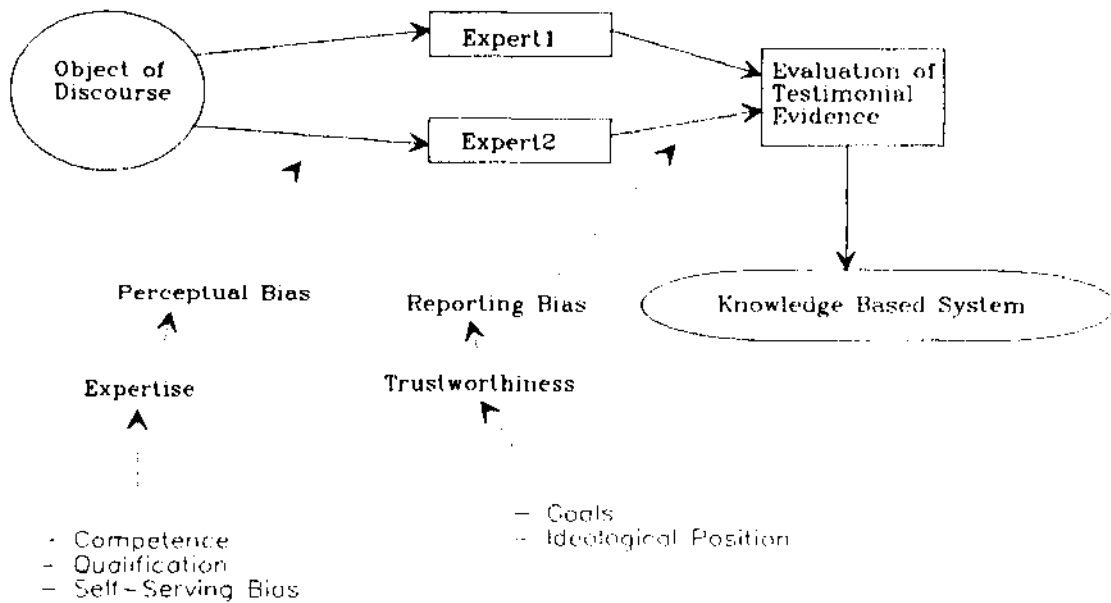 Object of
Discourse
Expert1
Expert2
Evaluation of
Testimonial
Evidence
Knowledge Based System
Perceptual Bias
Reporting Bias
Expertise
Trustworthiness
- Competence
- Qualification
- Self-Serving Bias
- Goals
- Ideological Position